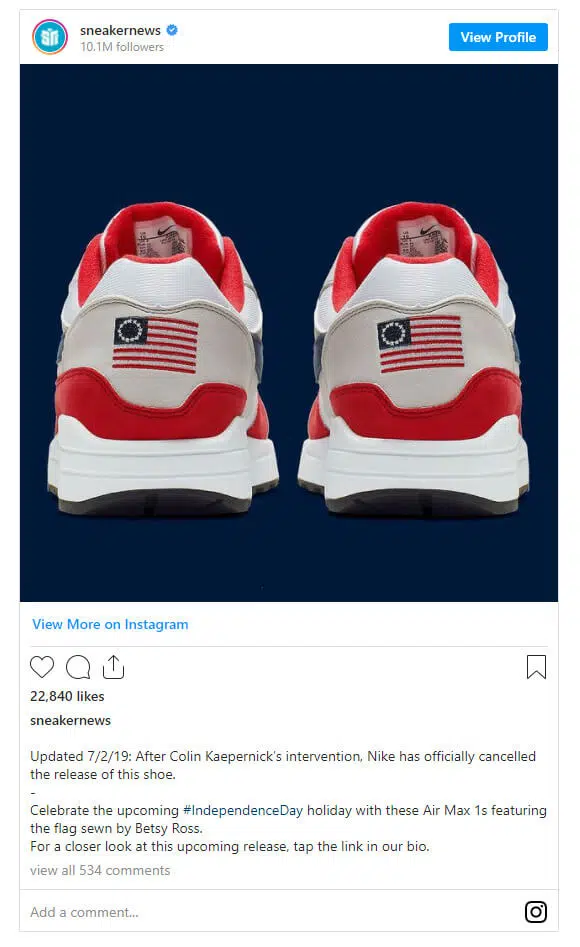 sneakernews
10.1M followers
View Profile
View More on Instagram
22,840 likes
sneakernews
Updated 7/2/19: After Colin Kaepernick's intervention, Nike has officially cancelled
the release of this shoe.
-
Celebrate the upcoming #IndependenceDay holiday with these Air Max 1s featuring
the flag sewn by Betsy Ross.
For a closer look at this upcoming release, tap the link in our bio.
view all 534 comments
Add a comment...